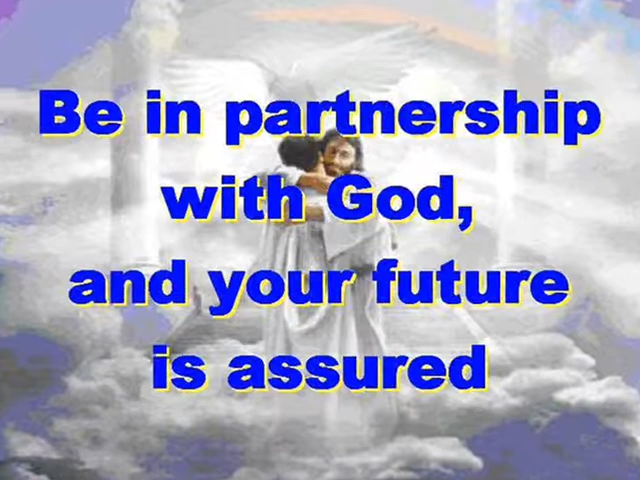 Be in partnership
with God,
and your future
is assured